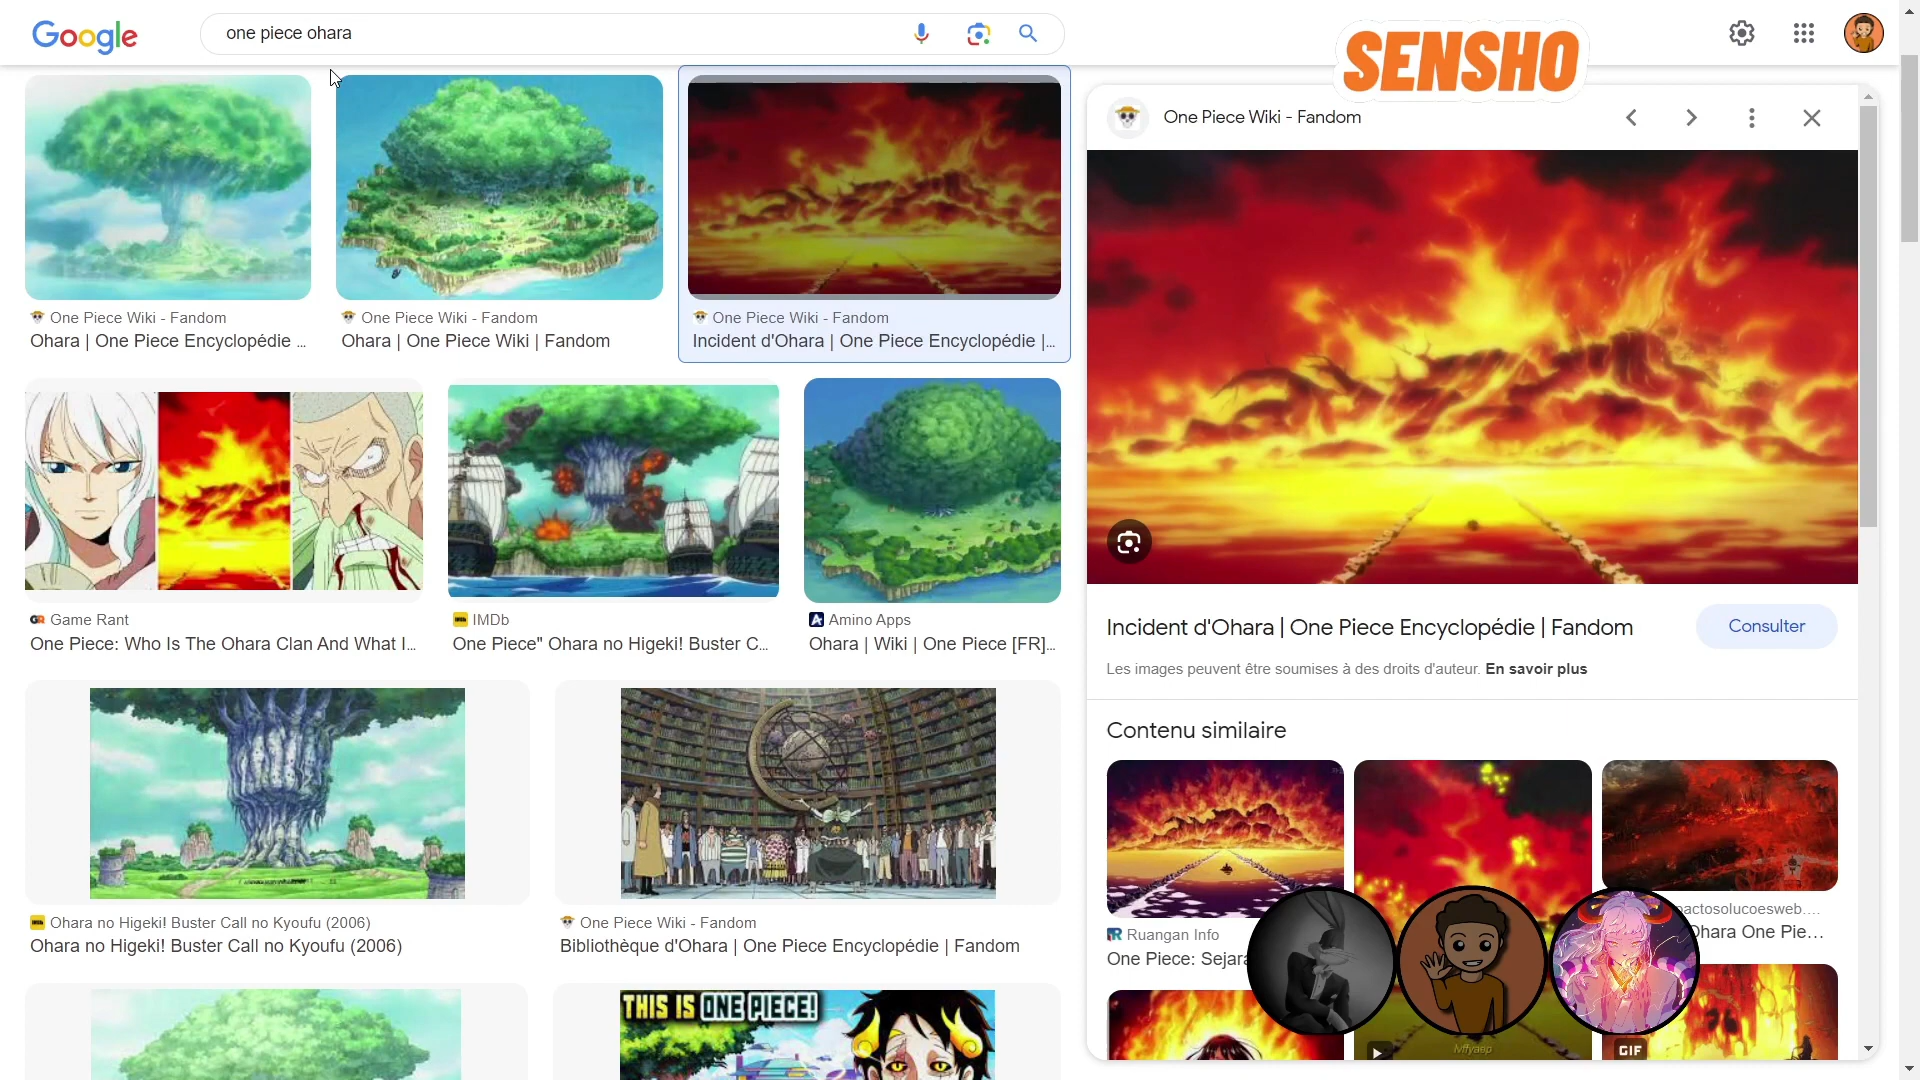 Google
one piece ohara
SENSHO
One Piece Wiki - Fandom
Ohara | One Piece Encyclopédie ...
One Piece Wiki - Fandom
Ohara | One Piece Wiki | Fandom
One Piece Wiki - Fandom
Incident d'Ohara | One Piece Encyclopédie |...
Game Rant
One Piece: Who Is The Ohara Clan And What I...
IMDb
One Piece" Ohara no Higeki! Buster C...
Amino Apps
Ohara | Wiki | One Piece [FR]...
Ohara no Higeki! Buster Call no Kyoufu (2006)
Ohara no Higeki! Buster Call no Kyoufu (2006)
One Piece Wiki - Fandom
Bibliothèque d'Ohara | One Piece Encyclopédie | Fandom
THIS IS ONE PIECE!
One Piece Wiki - Fandom
Incident d'Ohara | One Piece Encyclopédie | Fandom
Consulter
Les images peuvent être soumises à des droits d'auteur. En savoir plus
Contenu similaire
Ruangan Info
One Piece: Sejara
pactosolucoesweb....
Ohara One Pie...
GIF